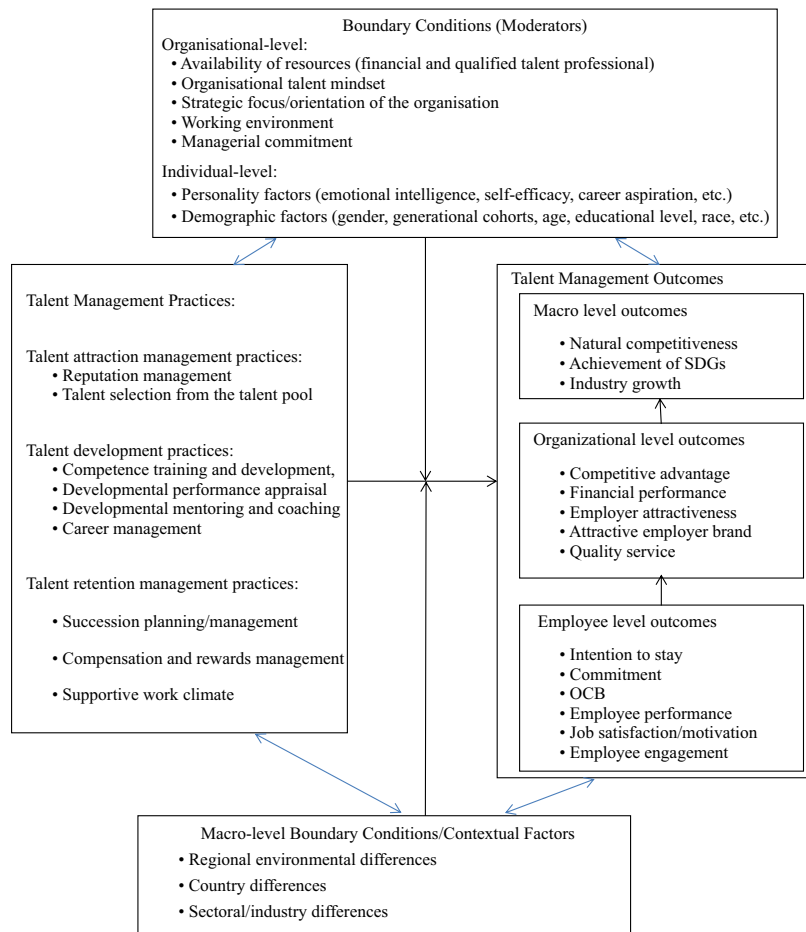 Boundary Conditions (Moderators)
Organisational-level:
• Availability of resources (financial and qualified talent professional)
• Organisational talent mindset
• Strategic focus/orientation of the organisation
• Working environment
• Managerial commitment
Individual-level:
• Personality factors (emotional intelligence, self-efficacy, career aspiration, etc.)
• Demographic factors (gender, generational cohorts, age, educational level, race, etc.)
Talent Management Practices:
Talent attraction management practices:
• Reputation management
• Talent selection from the talent pool
Talent development practices:
• Competence training and development,
• Developmental performance appraisal
• Developmental mentoring and coaching
• Career management
Talent retention management practices:
• Succession planning/management
• Compensation and rewards management
• Supportive work climate
Talent Management Outcomes
Macro level outcomes
• Natural competitiveness
• Achievement of SDGs
• Industry growth
Organizational level outcomes
• Competitive advantage
• Financial performance
• Employer attractiveness
• Attractive employer brand
• Quality service
Employee level outcomes
• Intention to stay
• Commitment
• OCB
• Employee performance
• Job satisfaction/motivation
• Employee engagement
Macro-level Boundary Conditions/Contextual Factors
• Regional environmental differences
• Country differences
• Sectoral/industry differences